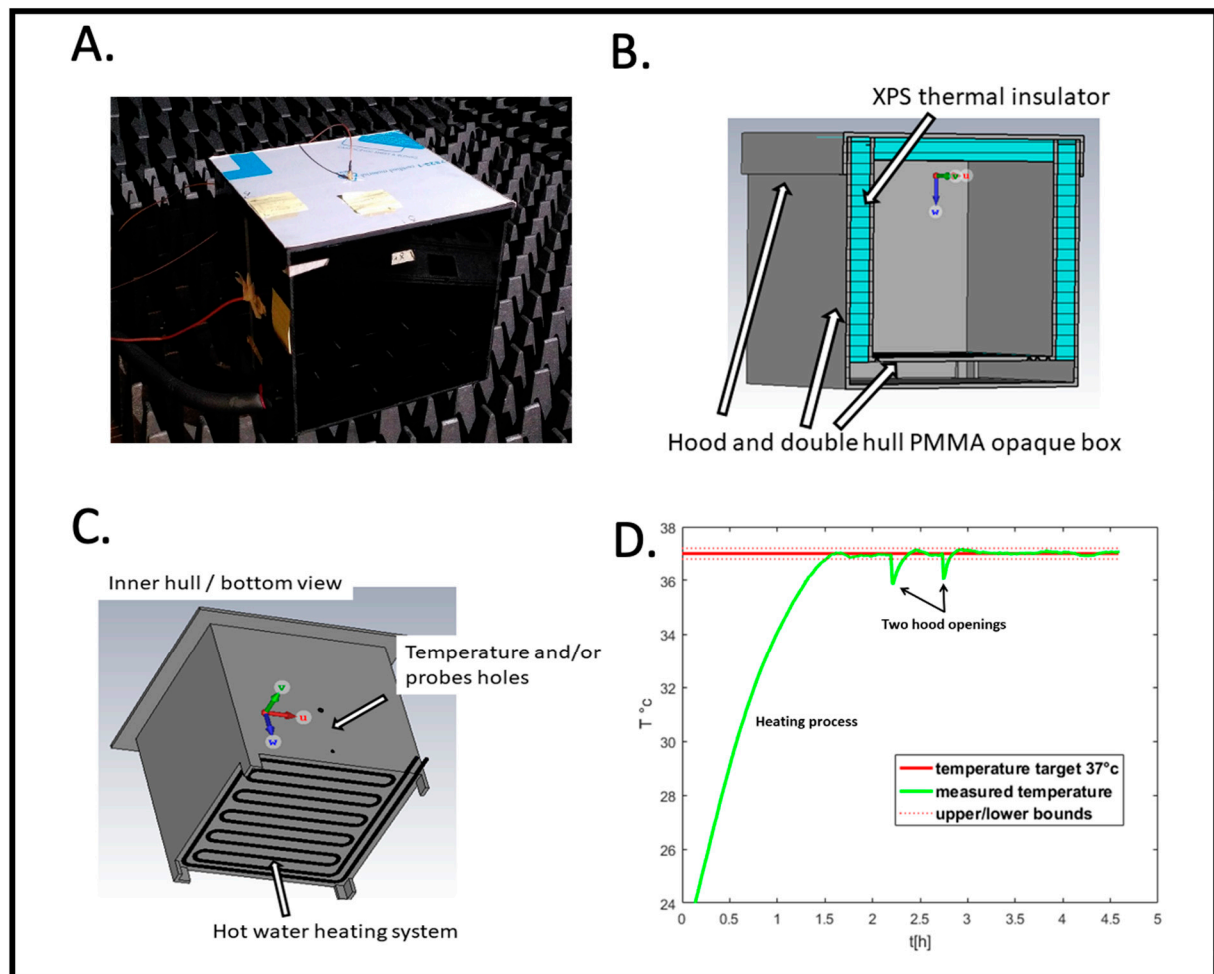 A.
B.
XPS thermal insulator
v
u
w
Hood and double hull PMMA opaque box
C.
Inner hull / bottom view
Temperature and/or
probes holes
v
u
w
Hot water heating system
D.
38
36
34
32
30
28
26
24
T °c
Two hood openings
Heating process
temperature target 37°c
measured temperature
upper/lower bounds
0 0.5 1 1.5 2 2.5 3 3.5 4 4.5 5
t[h]